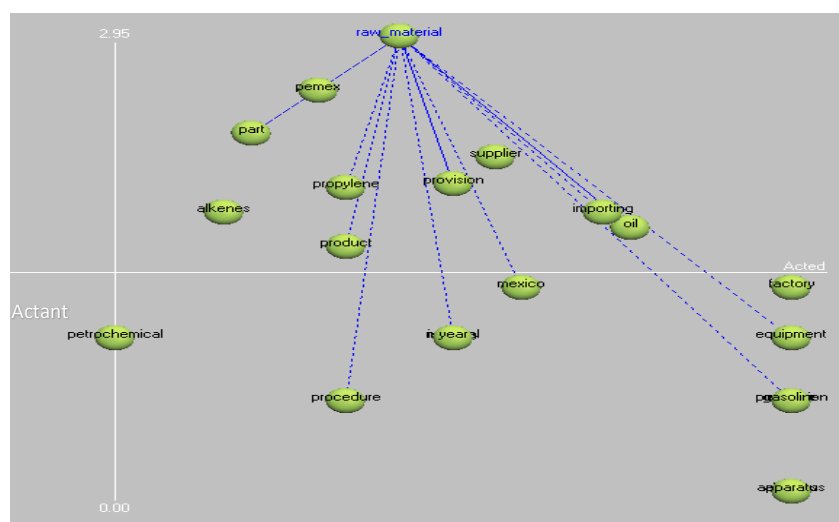 2.95
raw_material
pemex
part
supplier
propylene
provision
alkenes
importing
oil
product
Acted
mexico
factory
Actant
petrochemical
equipment
procedure
0.00